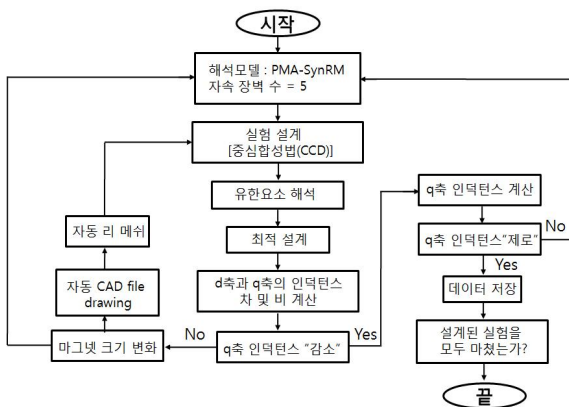 시작
해석모델 : PMA-SynRM
자속 장벽 수 = 5
실험 설계
[중심합성법(CCD)]
유한요소 해석
최적 설계
d축과 q축의 인덕턴스
차 및 비 계산
q축 인덕턴스 "감소"
No
Yes
마그넷 크기 변화
자동 CAD file
drawing
자동 리 메쉬
q축 인덕턴스 계산
q축 인덕턴스"제로"
No
Yes
데이터 저장
설계된 실험을
모두 마쳤는가?
끝